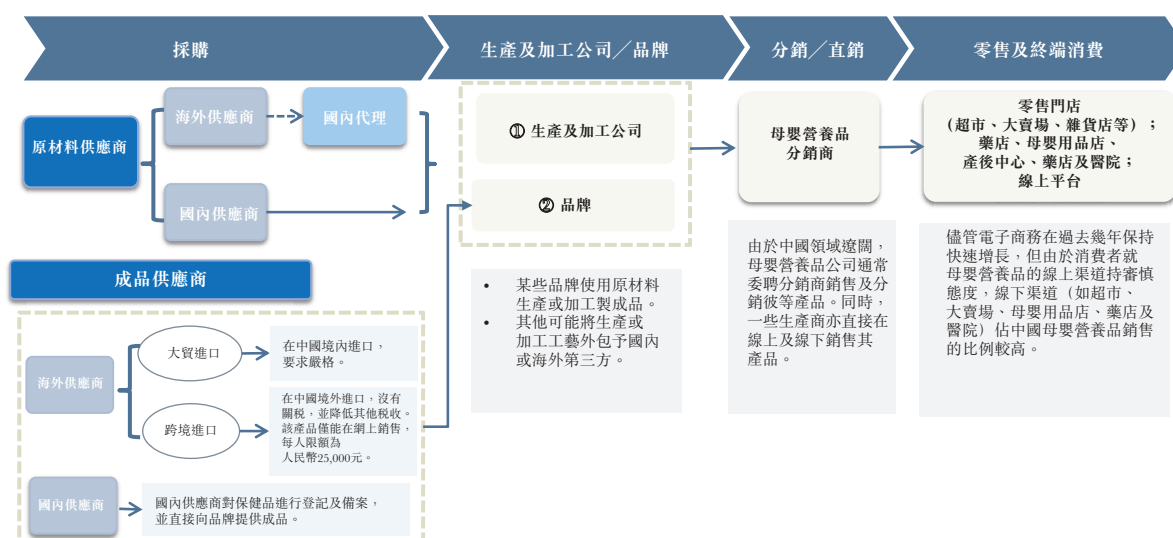 採購
生產及加工公司／品牌
分銷／直銷
零售及終端消費
原材料供應商
海外供應商
國內代理
國內供應商
① 生產及加工公司
② 品牌
母嬰營養品
分銷商
零售門店
(超市、大賣場、雜貨店等)；
藥店、母嬰用品店、
產後中心、藥店及醫院；
線上平台
成品供應商
海外供應商
大貿進口
在中國境內進口，
要求嚴格。
跨境進口
在中國境外進口，沒有
關稅，並降低其他稅收。
該產品僅能在網上銷售，
每人限額為
人民幣25,000元。
國內供應商
國內供應商對保健品進行登記及備案，
並直接向品牌提供成品。
• 某些品牌使用原材料
生產或加工製成品。
• 其他可能將生產或
加工工藝外包予國內
或海外第三方。
由於中國領域遼闊，
母嬰營養品公司通常
委聘分銷商銷售及分
銷彼等產品。同時，
一些生產商亦直接在
線上及線下銷售其
產品。
儘管電子商務在過去幾年保持
快速增長，但由於消費者就
母嬰營養品的線上渠道持審慎
態度，線下渠道（如超市、
大賣場、母嬰用品店、藥店及
醫院）佔中國母嬰營養品銷售
的比例較高。